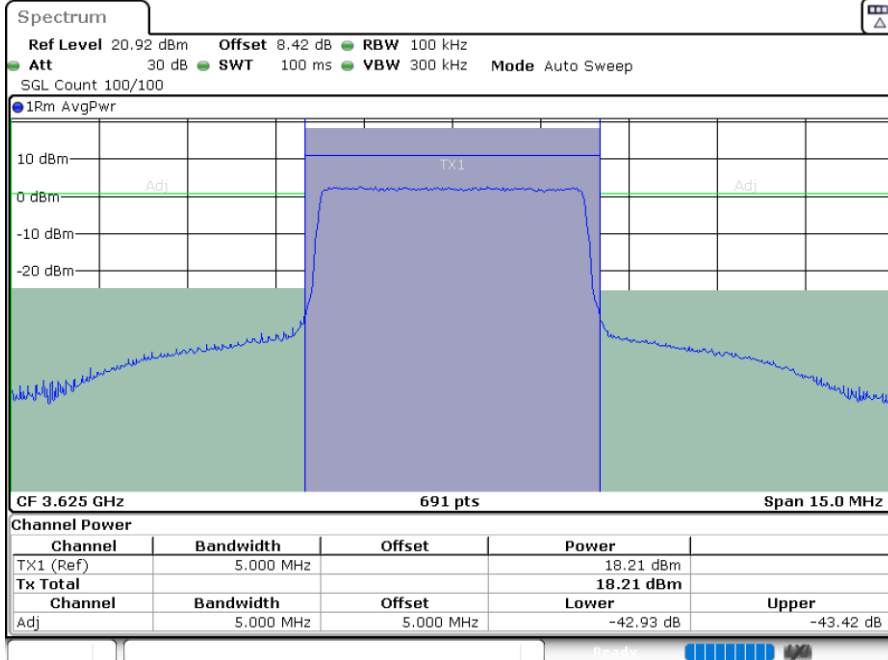 Spectrum
Ref Level 20.92 dBm Offset 8.42 dB RBW 100 kHz
Att 30 dB SWT 100 ms VBW 300 kHz Mode Auto Sweep
SGL Count 100/100
1Rm AvgPwr
10 dBm
TX1
Adj Adj
0 dBm
-10 dBm
-20 dBm
CF 3.625 GHz 691 pts Span 15.0 MHz
Channel Power
Channel Bandwidth Offset Power
TX1 (Ref) 5.000 MHz 18.21 dBm
Tx Total 18.21 dBm
Channel Bandwidth Offset Lower Upper
Adj 5.000 MHz 5.000 MHz -42.93 dB -43.42 dB
Ready